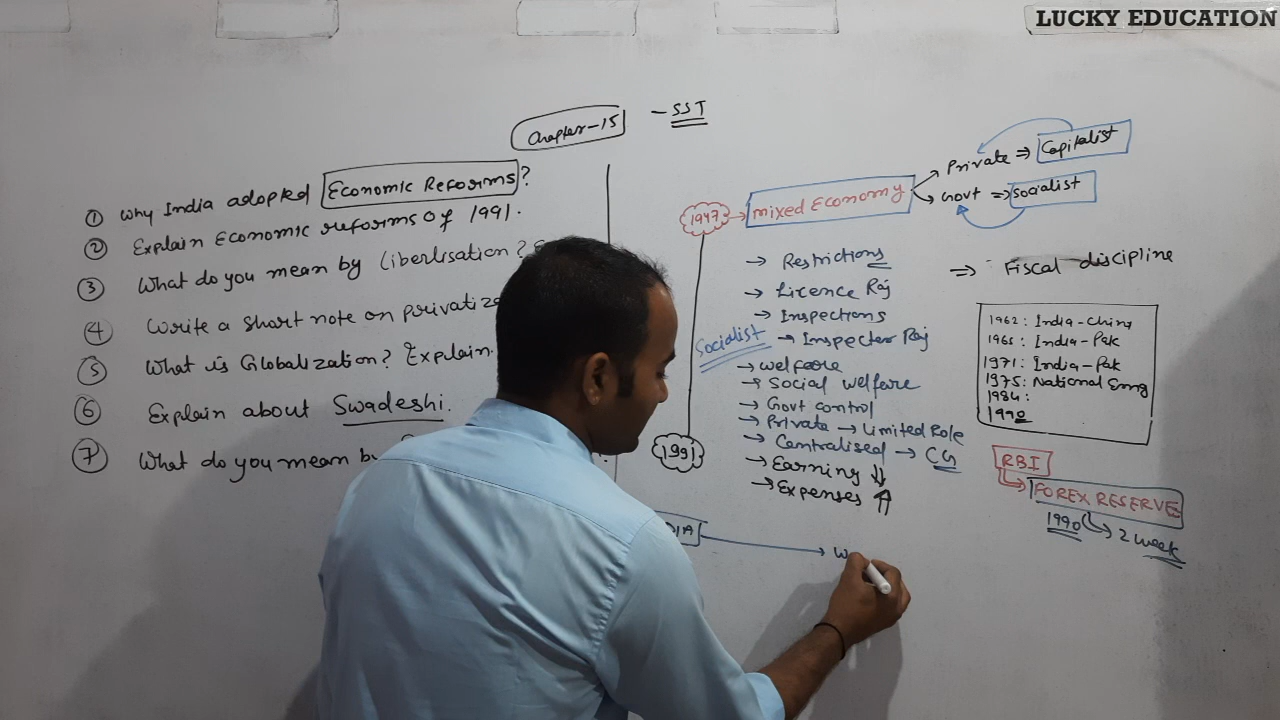 LUCKY EDUCATION
Chapter-15 - SST
① Why India adopted Economic Reforms?
② Explain Economic reforms Of 1991.
③ What do you mean by Liberlisation?
④ Write a short note on
⑤ What is Globalization? Explain.
⑥ Explain about Swadeshi.
⑦ What do you mean by
1947 → Mixed Economy
Private ⇒ Capitalist
Govt ⇒ Socialist
→ Restrictions
→ Licence Raj
→ Inspections
Socialist → Inspecter Raj
→ welfare
→ Social welfare
→ Govt control
→ Private → Limited Role
→ Centralised → CG
→ Earning ↓
→ Expenses ↑
1991
⇒ Fiscal discipline
1962: India-China
1965: India-Pak
1971: India-Pak
1975: National Emg
1984:
1990
RBI
→ FOREX RESERVE
1990 → 2 week
IA → W